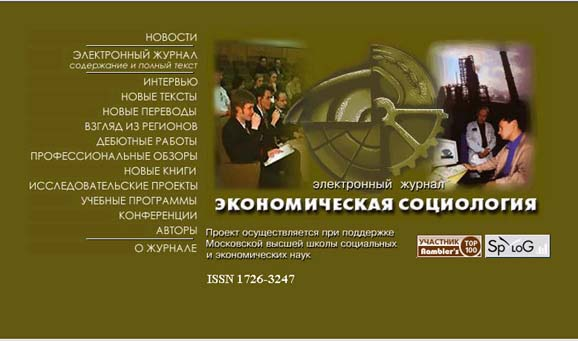 НОВОСТИ
ЭЛЕКТРОННЫЙ ЖУРНАЛ
содержание и полный текст
ИНТЕРВЬЮ
НОВЫЕ ТЕКСТЫ
НОВЫЕ ПЕРЕВОДЫ
ВЗГЛЯД ИЗ РЕГИОНОВ
ДЕБЮТНЫЕ РАБОТЫ
ПРОФЕССИОНАЛЬНЫЕ ОБЗОРЫ
НОВЫЕ КНИГИ
ИССЛЕДОВАТЕЛЬСКИЕ ПРОЕКТЫ
УЧЕБНЫЕ ПРОГРАММЫ
КОНФЕРЕНЦИИ
АВТОРЫ
О ЖУРНАЛЕ
электронный журнал
ЭКОНОМИЧЕСКАЯ СОЦИОЛОГИЯ
Проект осуществляется при поддержке
Московской высшей школы социальных
и экономических наук
УЧАСТНИК
Rambler's
TOP
100
SpyLOG
ISSN 1726-3247